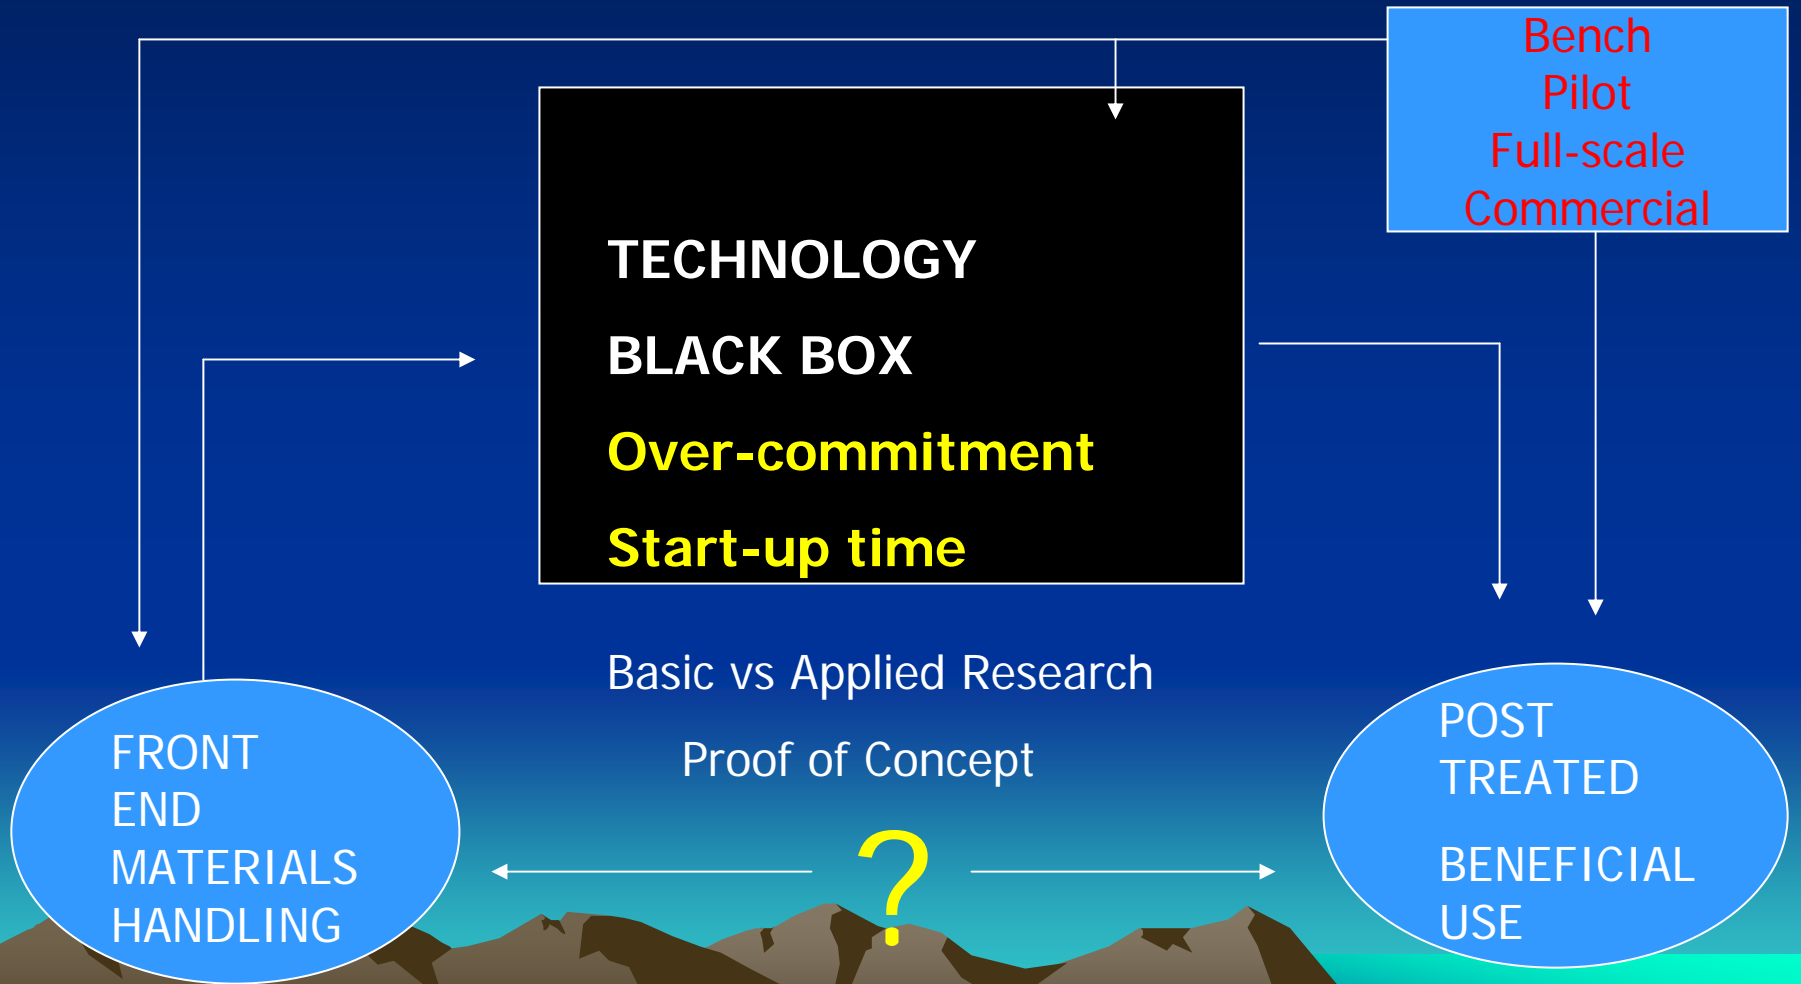 Bench
Pilot
Full-scale
Commercial
TECHNOLOGY
BLACK BOX
Over-commitment
Start-up time
Basic vs Applied Research
Proof of Concept
?
FRONT
END
MATERIALS
HANDLING
POST
TREATED
BENEFICIAL
USE